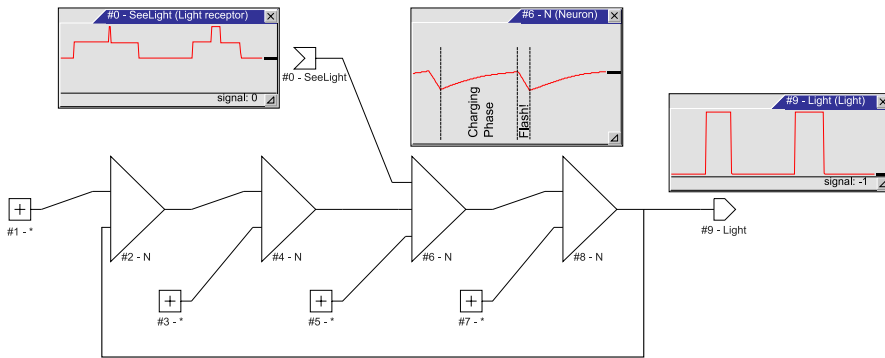 #0 - SeeLight (Light receptor)
signal: 0
#0 - SeeLight
#6 - N (Neuron)
Charging
Phase
Flash!
#9 - Light (Light)
signal: -1
#1 - *
#2 - N
#4 - N
#6 - N
#8 - N
#9 - Light
#3 - *
#5 - *
#7 - *